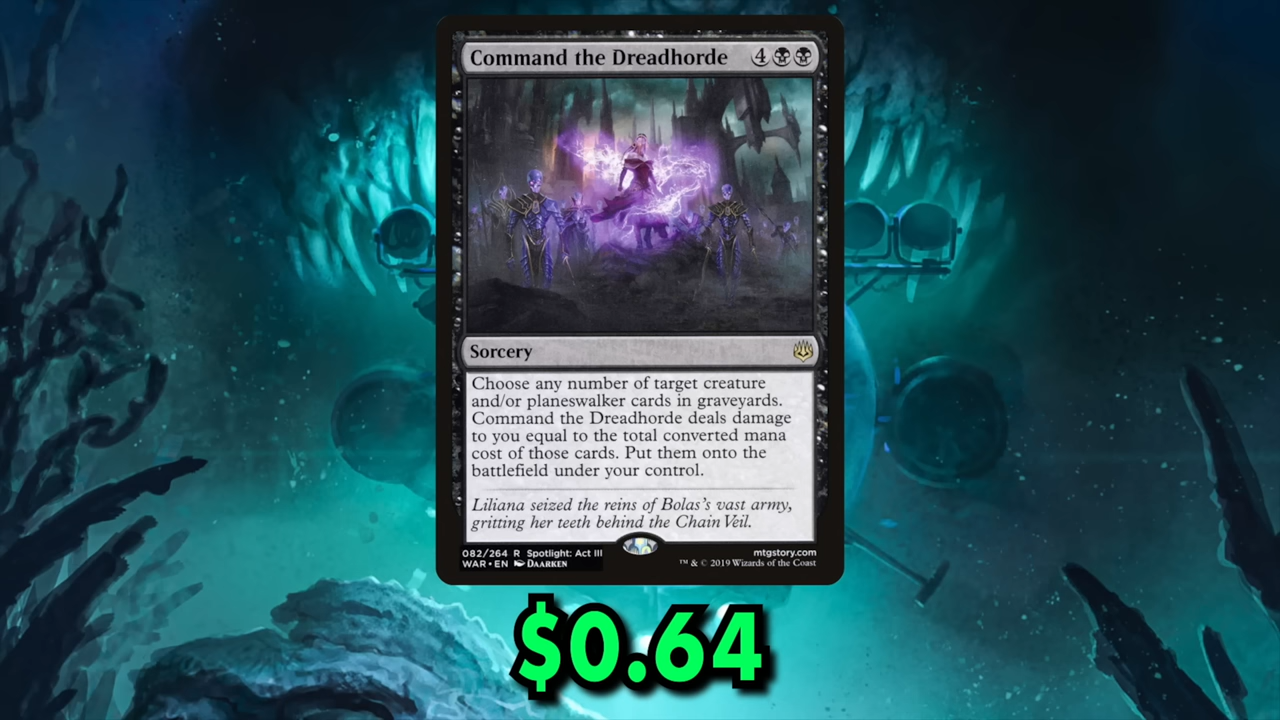 Command the Dreadhorde 4
Sorcery
Choose any number of target creature
and/or planeswalker cards in graveyards.
Command the Dreadhorde deals damage
to you equal to the total converted mana
cost of those cards. Put them onto the
battlefield under your control.
Liliana seized the reins of Bolas's vast army,
gritting her teeth behind the Chain Veil.
082/264 R Spotlight: Act III
mtgstory.com
WAR • EN DAARKEN
™ & © 2019 Wizards of the Coast
$0.64